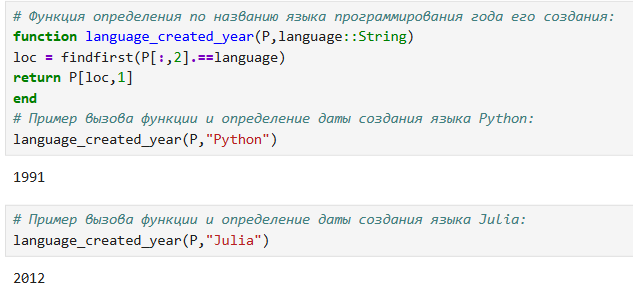 # Функция определения по названию языка программирования года его создания:
function language_created_year(P,language::String)
loc = findfirst(P[:,2].==language)
return P[loc,1]
end
# Пример вызова функции и определение даты создания языка Python:
language_created_year(P,"Python")
1991
# Пример вызова функции и определение даты создания языка Julia:
language_created_year(P,"Julia")
2012